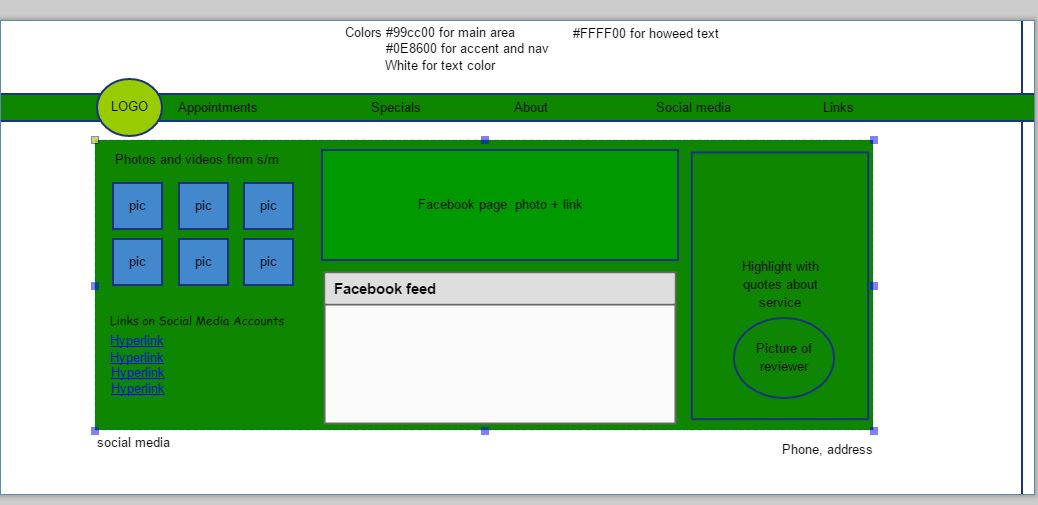 Colors #99cc00 for main area
#FFFF00 for howeed text
#0E8600 for accent and nav
White for text color
LOGO
Appointments
Specials
About
Social media
Links
Photos and videos from s/m
pic
pic
pic
pic
pic
pic
Links on Social Media Accounts
Hyperlink
Hyperlink
Hyperlink
Hyperlink
Facebook page photo + link
Facebook feed
Highlight with
quotes about
service
Picture of
reviewer
social media
Phone, address